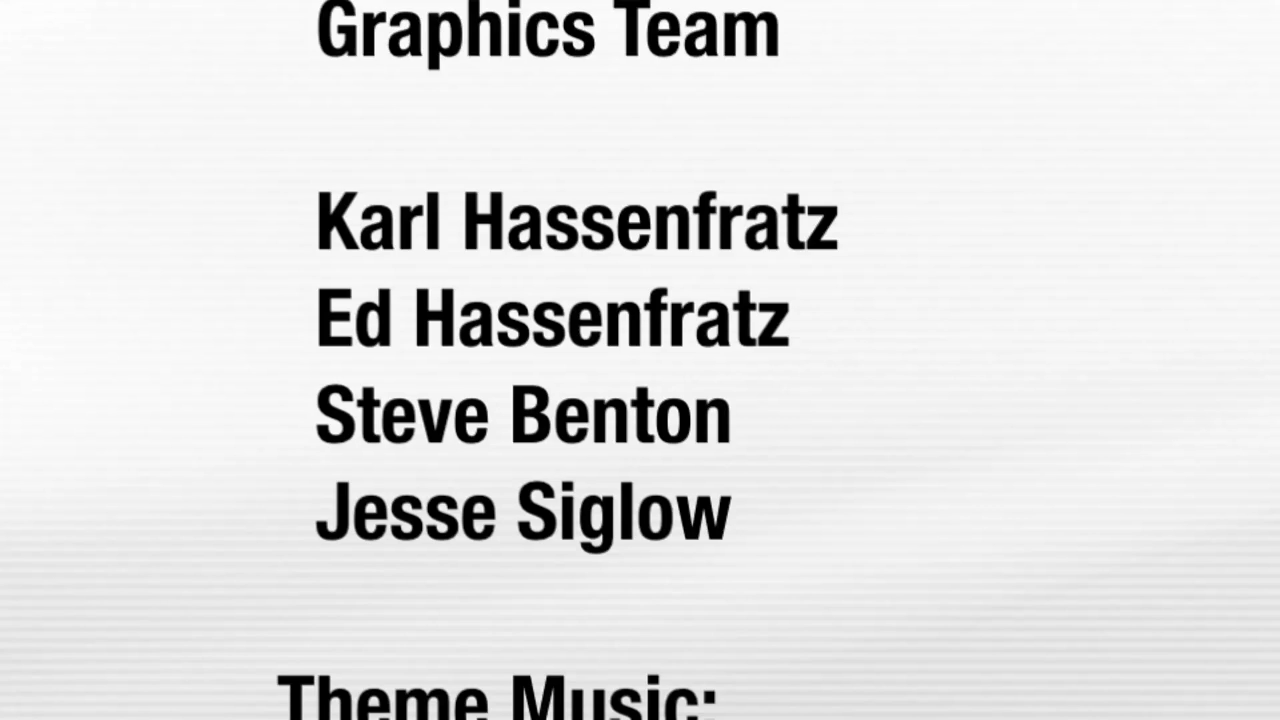 Graphics Team
Karl Hassenfratz
Ed Hassenfratz
Steve Benton
Jesse Siglow
Theme Music: